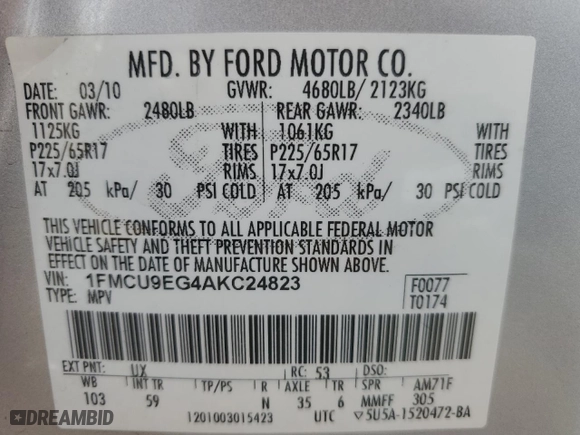 MFD. BY FORD MOTOR CO.
DATE: 03/10 GVWR: 4680LB/ 2123KG
FRONT GAWR: 2480LB REAR GAWR: 2340LB
1125KG WITH 1061KG WITH
P225/65R17 TIRES P225/65R17 TIRES
17x7.0J RIMS 17x7.0J RIMS
AT 205 kPa/ 30 PSI COLD AT 205 kPa/ 30 PSI COLD
Ford
THIS VEHICLE CONFORMS TO ALL APPLICABLE FEDERAL MOTOR
VEHICLE SAFETY AND THEFT PREVENTION STANDARDS IN
EFFECT ON THE DATE OF MANUFACTURE SHOWN ABOVE.
VIN: 1FMCU9EG4AKC24823 F0077
TYPE: MPV T0174
EXT PNT: UX RC: 53 DSO:
WB INT TR TP/PS R AXLE TR SPR AM71F
103 59 N 35 6 MMFF 305
1201003015423 UTC ▽5U5A-1520472-BA
DREAMBID